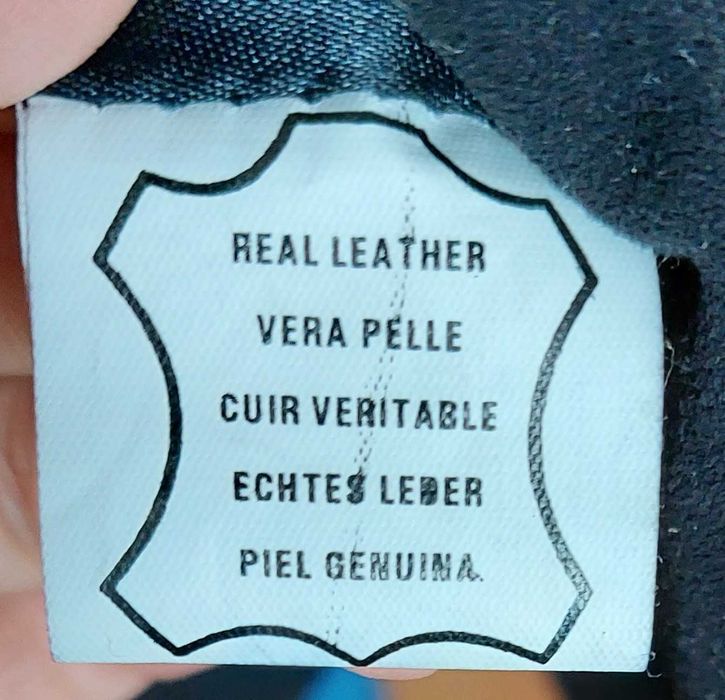 REAL LEATHER
VERA PELLE
CUIR VERITABLE
ECHTES LEDER
PIEL GENUINA.